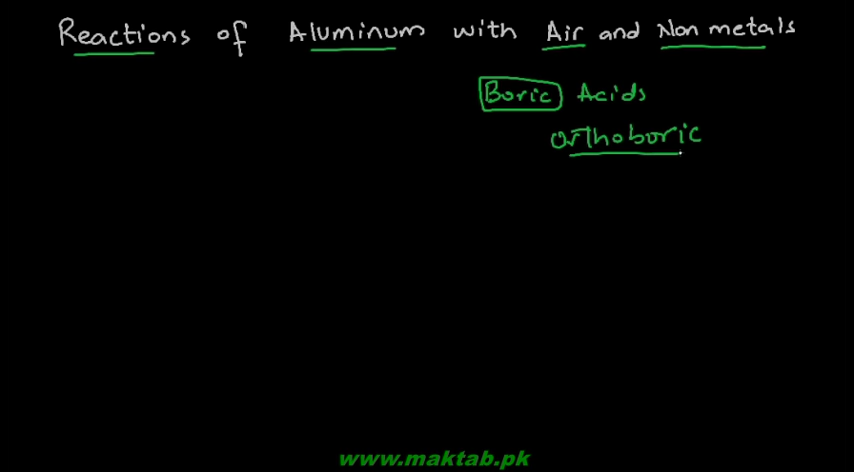 Reactions of Aluminum with Air and Non metals
Boric Acids
Orthoboric
www.maktab.pk